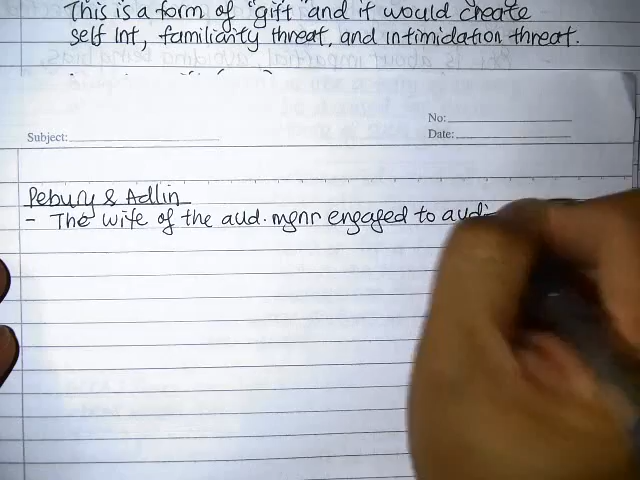 This is a form of "gift" and it would create
self Int, familiarity threat, and intimidation threat.
No:
Subject:
Date:
Pebury & Adlin
- The wife of the aud. mgnr engaged to audi